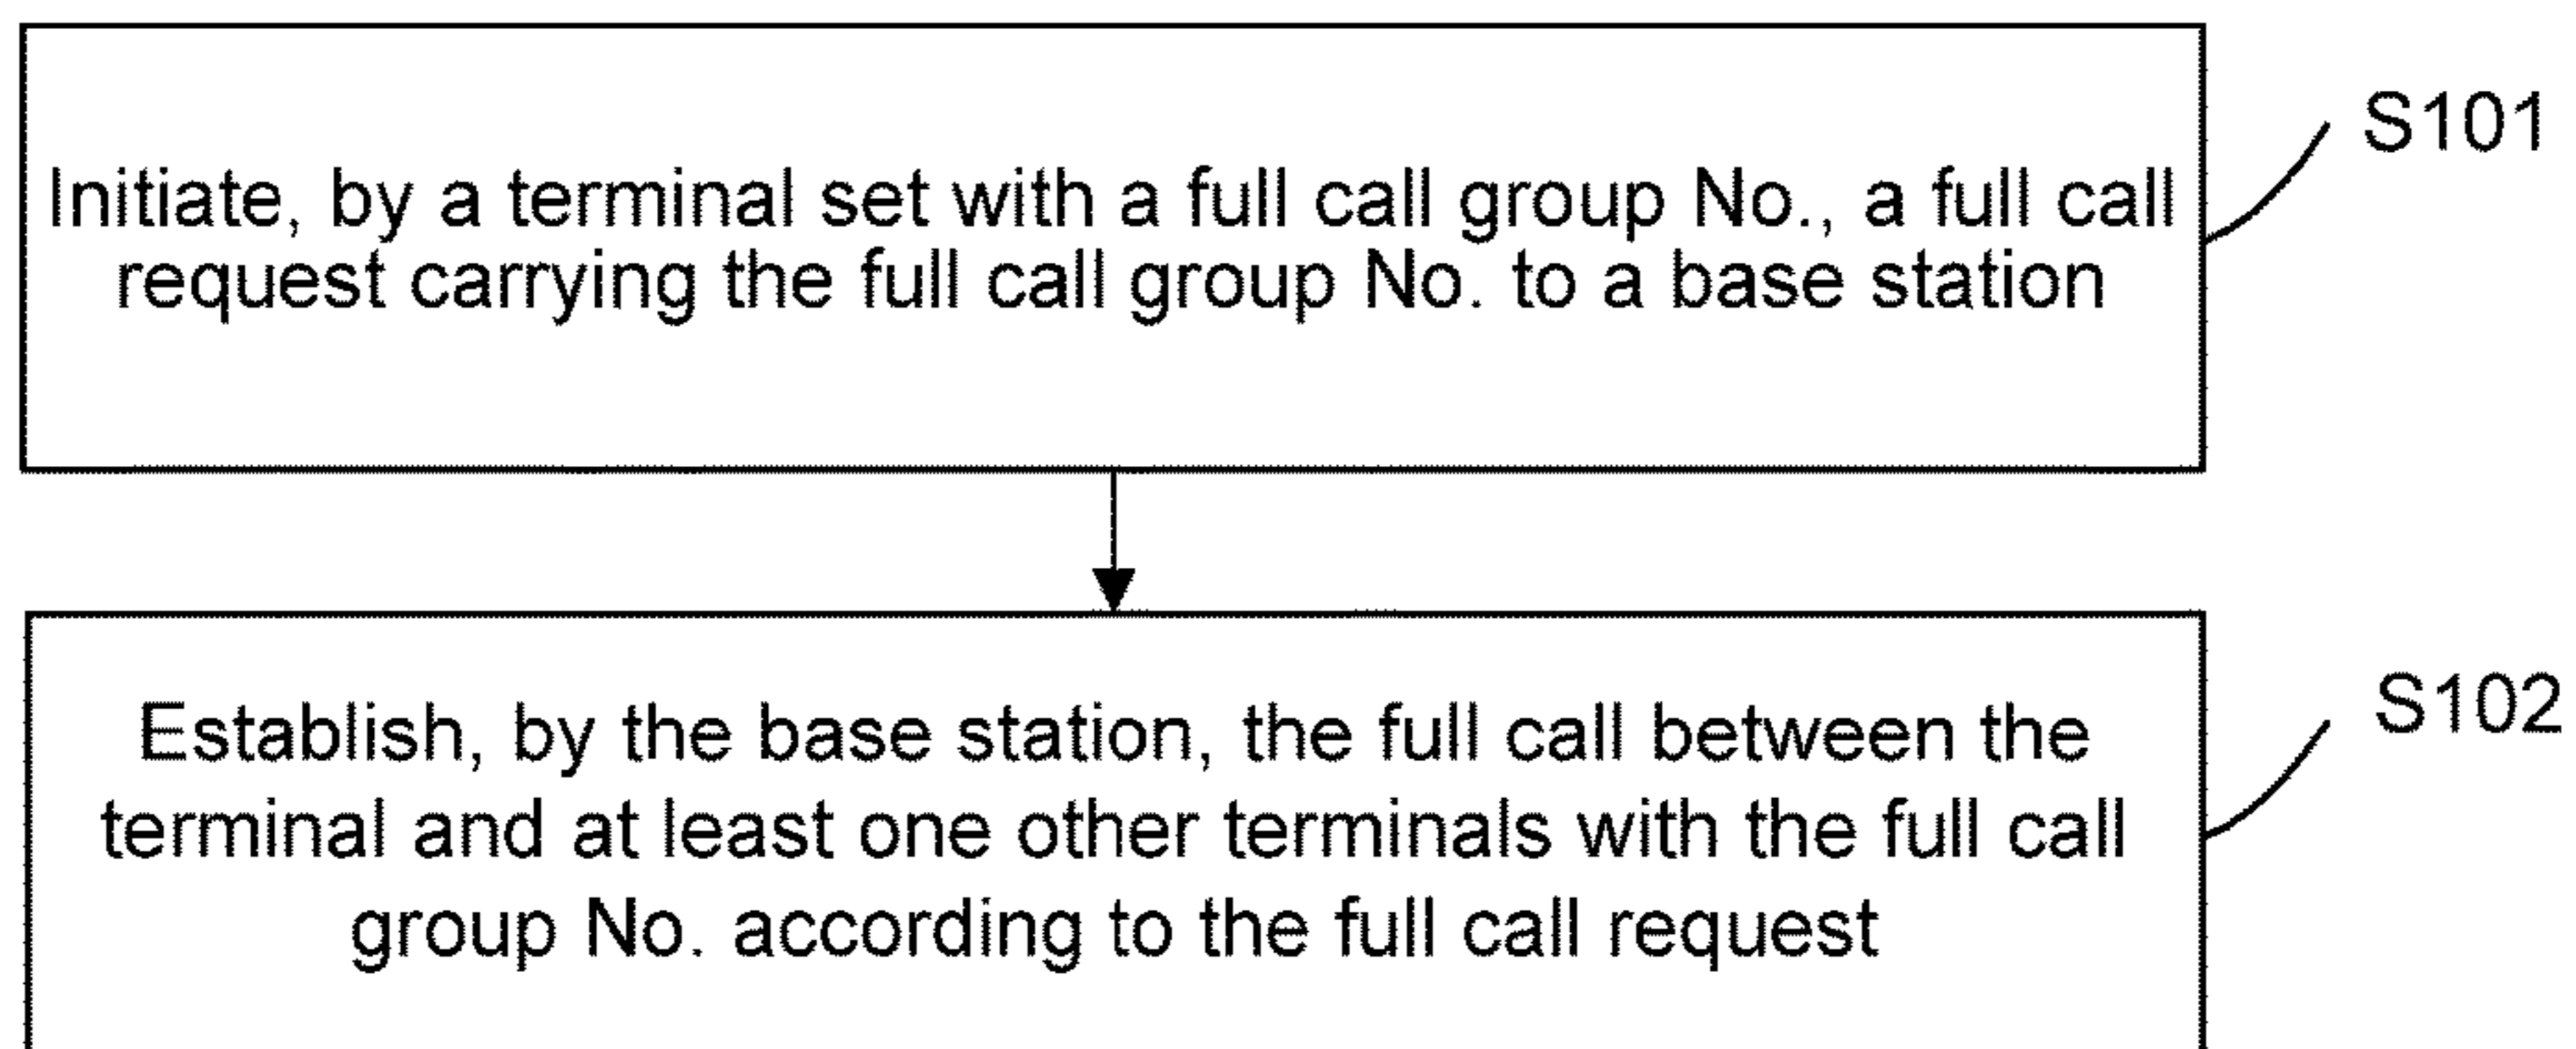 Initiate, by a terminal set with a full call group No., a full call
request carrying the full call group No. to a base station
S101
Establish, by the base station, the full call between the
terminal and at least one other terminals with the full call
group No. according to the full call request
S102